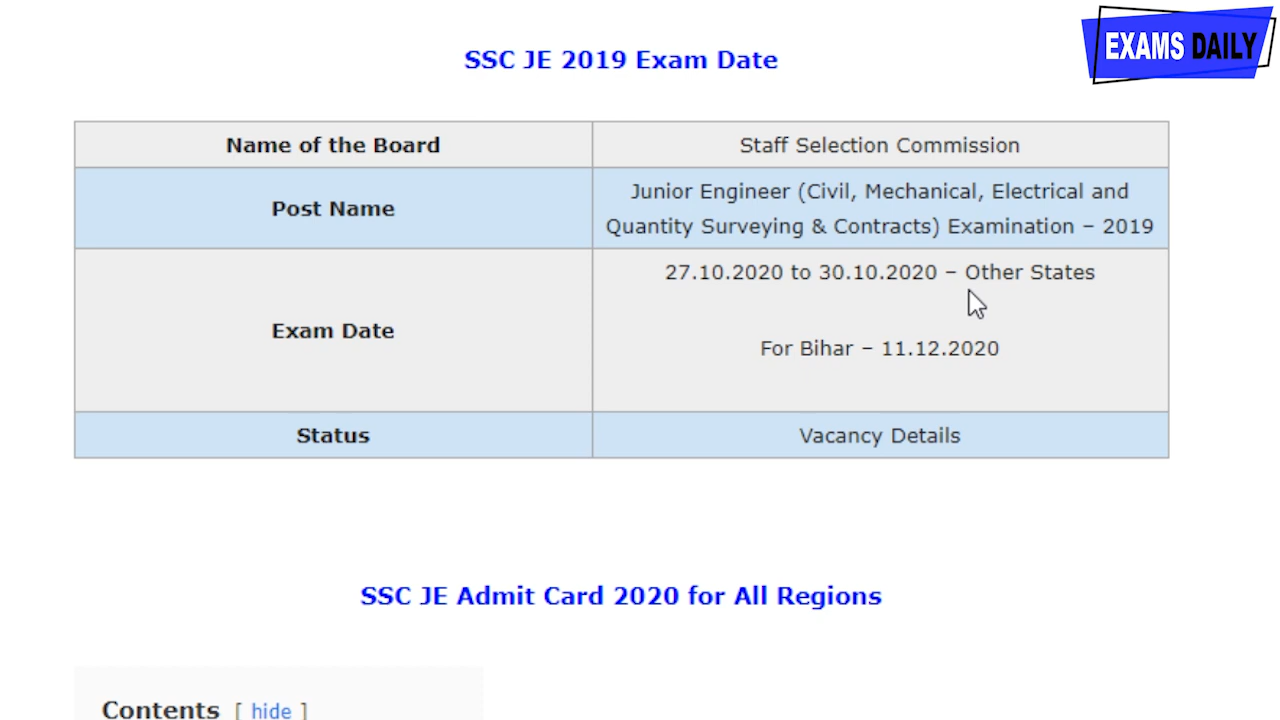 EXAMS DAILY
SSC JE 2019 Exam Date
Name of the Board
Staff Selection Commission
Post Name
Junior Engineer (Civil, Mechanical, Electrical and
Quantity Surveying & Contracts) Examination – 2019
Exam Date
27.10.2020 to 30.10.2020 – Other States
For Bihar – 11.12.2020
Status
Vacancy Details
SSC JE Admit Card 2020 for All Regions
Contents [ hide ]